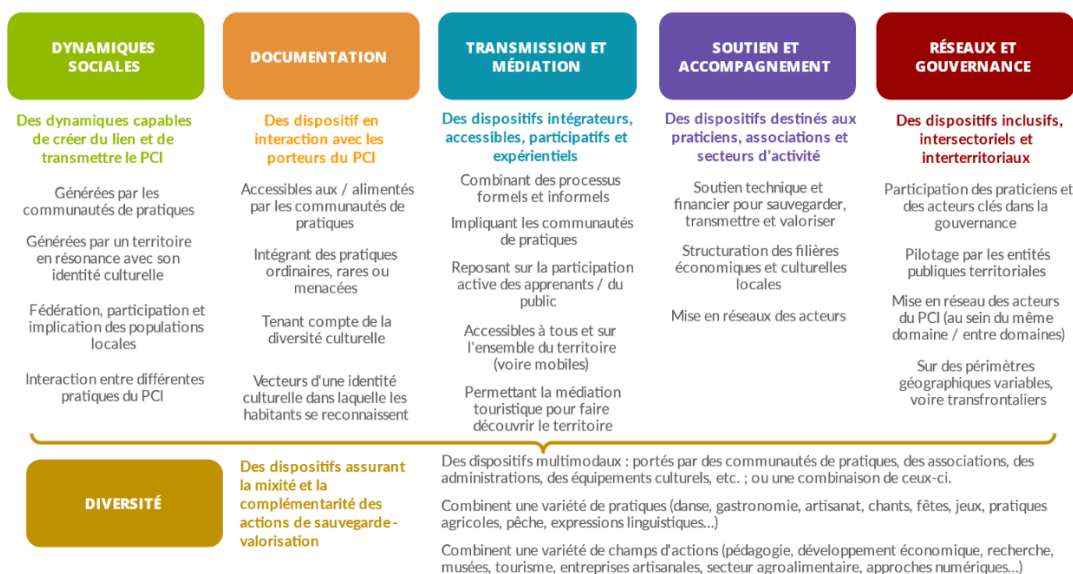 DYNAMIQUES
SOCIALES
Des dynamiques capables
de créer du lien et de
transmettre le PCI
Générées par les
communautés de pratiques
Générées par un territoire
en résonance avec son
identité culturelle
Fédération, participation et
implication des populations
locales
Interaction entre différentes
pratiques du PCI
DOCUMENTATION
Des dispositif en
interaction avec les
porteurs du PCI
Accessibles aux / alimentés
par les communautés de
pratiques
Intégrant des pratiques
ordinaires, rares ou
menacées
Tenant compte de la
diversité culturelle
Vecteurs d'une identité
culturelle dans laquelle les
habitants se reconnaissent
TRANSMISSION ET
MÉDIATION
Des dispositifs intégrateurs,
accessibles, participatifs et
expérientiels
Combinant des processus
formels et informels
Impliquant les communautés
de pratiques
Reposant sur la participation
active des apprenants / du
public
Accessibles à tous et sur
l'ensemble du territoire
(voire mobiles)
Permettant la médiation
touristique pour faire
découvrir le territoire
SOUTIEN ET
ACCOMPAGNEMENT
Des dispositifs destinés aux
praticiens, associations et
secteurs d'activité
Soutien technique et
financier pour sauvegarder,
transmettre et valoriser
Structuration des filières
économiques et culturelles
locales
Mise en réseaux des acteurs
RÉSEAUX ET
GOUVERNANCE
Des dispositifs inclusifs,
intersectoriels et
interterritoriaux
Participation des praticiens et
des acteurs clés dans la
gouvernance
Pilotage par les entités
publiques territoriales
Mise en réseau des acteurs
du PCI (au sein du même
domaine / entre domaines)
Sur des périmètres
géographiques variables,
voire transfrontaliers
DIVERSITÉ
Des dispositifs assurant
la mixité et la
complémentarité des
actions de sauvegarde-
valorisation
Des dispositifs multimodaux : portés par des communautés de pratiques, des associations, des
administrations, des équipements culturels, etc. ; ou une combinaison de ceux-ci.
Combinent une variété de pratiques (danse, gastronomie, artisanat, chants, fêtes, jeux, pratiques
agricoles, pêche, expressions linguistiques...)
Combinent une variété de champs d'actions (pédagogie, développement économique, recherche,
musées, tourisme, entreprises artisanales, secteur agroalimentaire, approches numériques...)